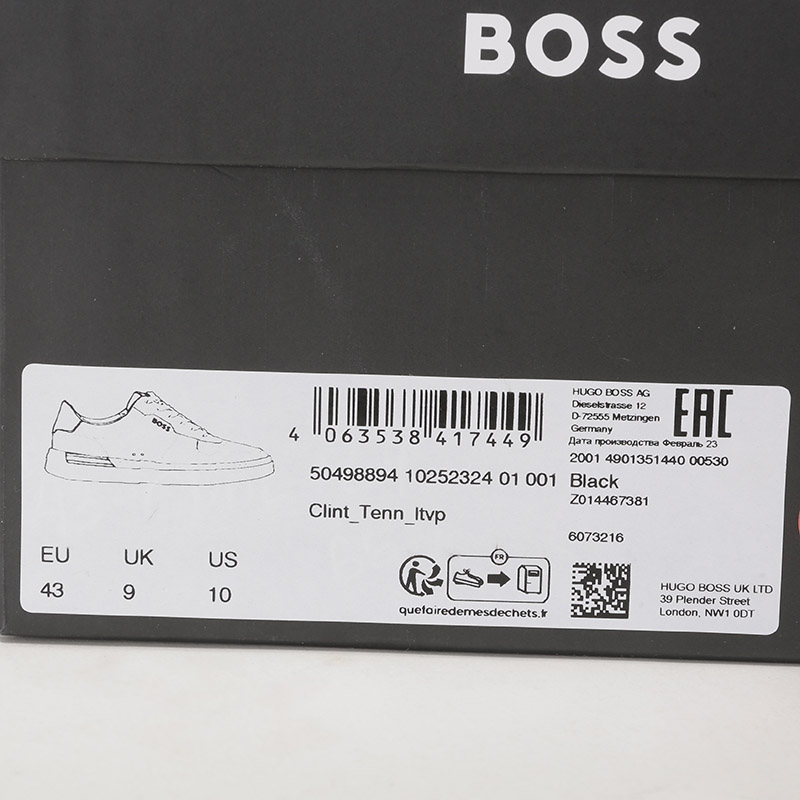 BOSS
BOSS
4 063538 417449
50498894 10252324 01 001
Clint_Tenn_ltvp
HUGO BOSS AG
Dieselstrasse 12
D-72555 Metzingen
Germany
EAC
Дата производства Февраль 23
2001 4901351440 00530
Black
Z014467381
6073216
EU UK US
43 9 10
FR
quefairedemesdechets.fr
HUGO BOSS UK LTD
39 Plender Street
London, NW1 0DT